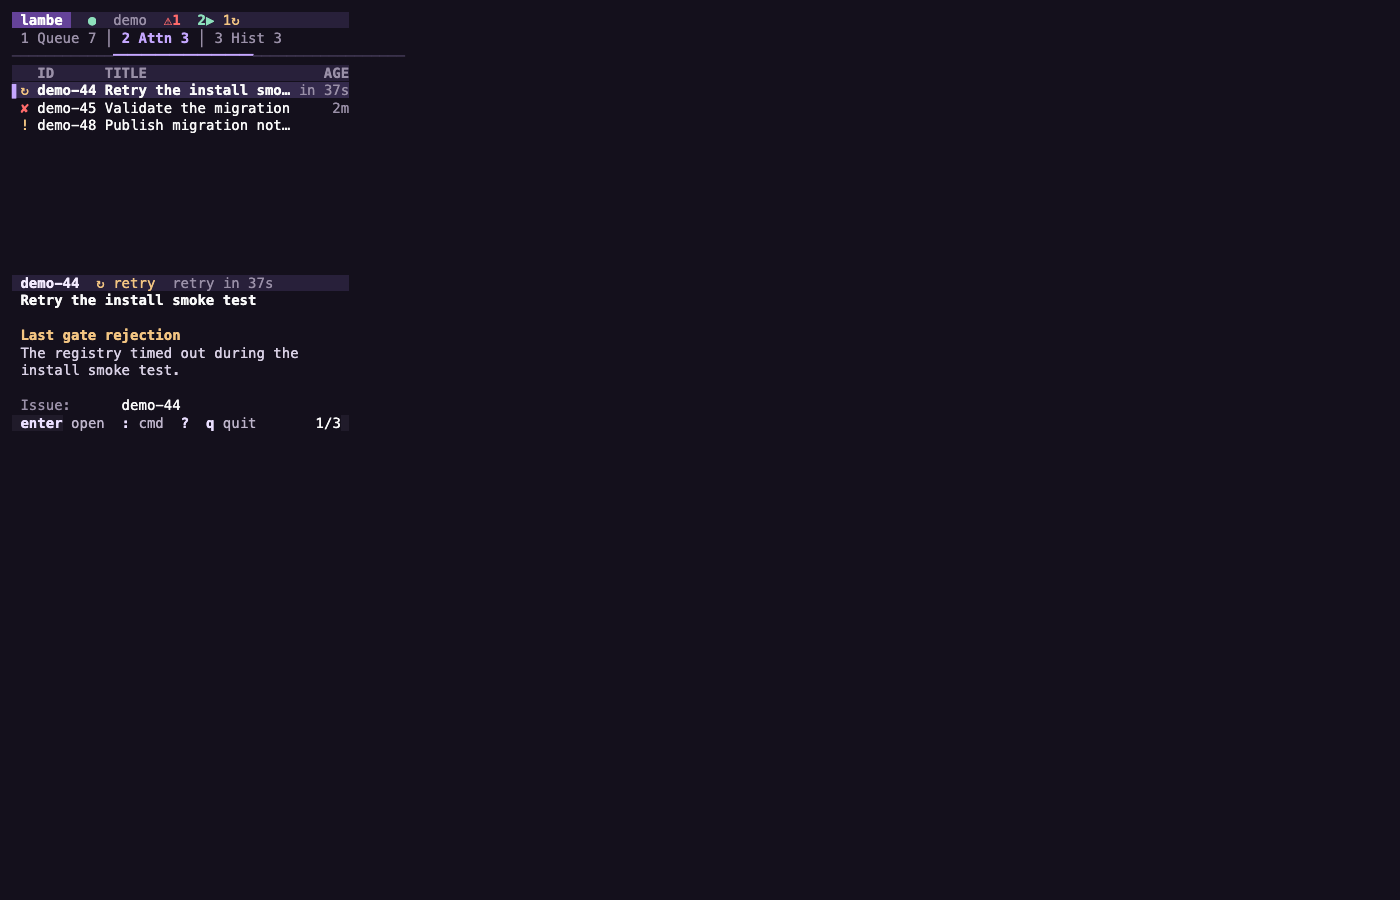 lambe ● demo ⚠1 2▶ 1↻
1 Queue 7 │ 2 Attn 3 │ 3 Hist 3
ID TITLE AGE
↻ demo-44 Retry the install smo… in 37s
✘ demo-45 Validate the migration 2m
! demo-48 Publish migration not…
demo-44 ↻ retry retry in 37s
Retry the install smoke test
Last gate rejection
The registry timed out during the
install smoke test.
Issue: demo-44
enter open : cmd ? q quit 1/3